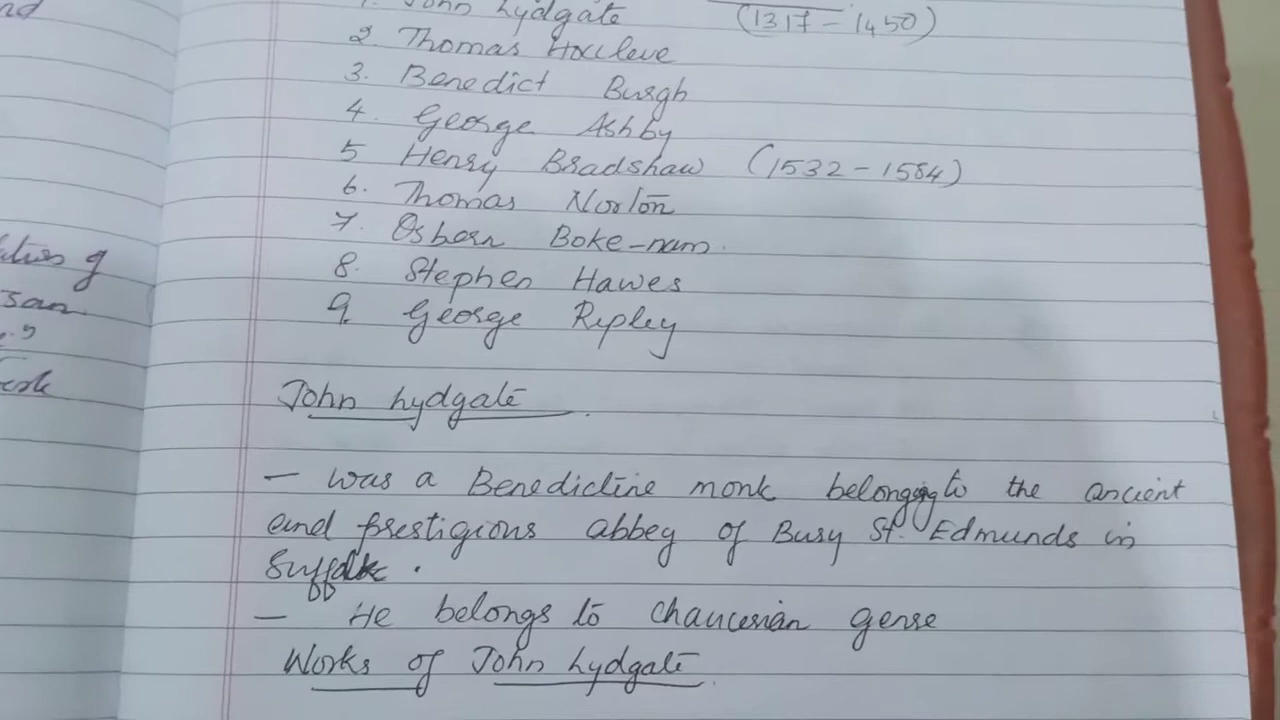 nd
1. John Lydgate (1317 - 1450)
2. Thomas Hoccleve
3. Benedict Burgh
4. George Ashby
5 Henry Bradshaw (1532 - 1584)
6. Thomas Norton
7. Osbern Boke-nam.
8. Stephen Hawes
9. George Ripley
John Lydgate.
— was a Benedictine monk belonging to the ancient
and prestigious abbey of Bury St. Edmunds in
Suffolk.
— He belongs to Chaucerian genre
Works of John Lydgate.